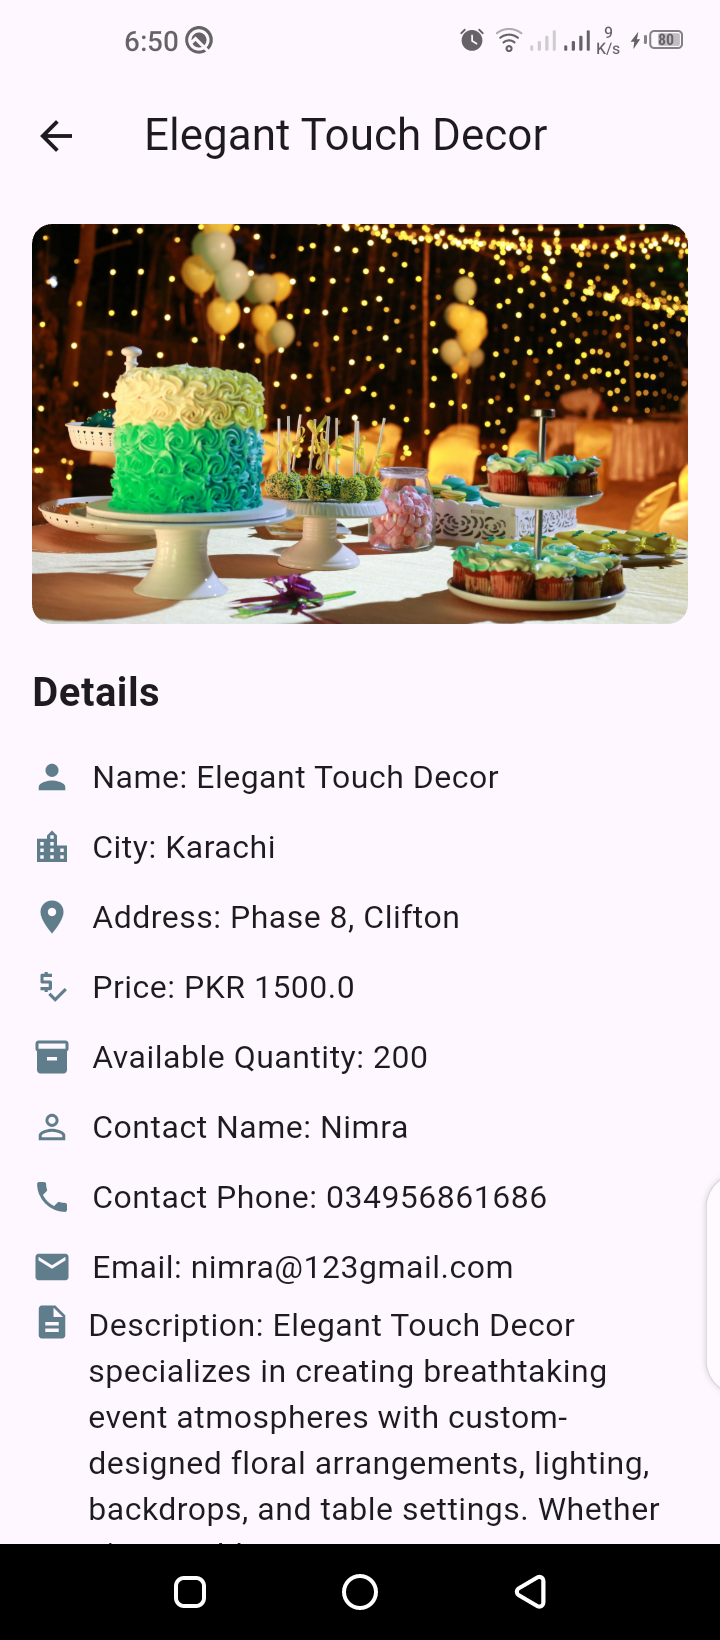 6:50
9
K/s
80
Elegant Touch Decor
Details
Name: Elegant Touch Decor
City: Karachi
Address: Phase 8, Clifton
Price: PKR 1500.0
Available Quantity: 200
Contact Name: Nimra
Contact Phone: 034956861686
Email: nimra@123gmail.com
Description: Elegant Touch Decor
specializes in creating breathtaking
event atmospheres with custom-
designed floral arrangements, lighting,
backdrops, and table settings. Whether